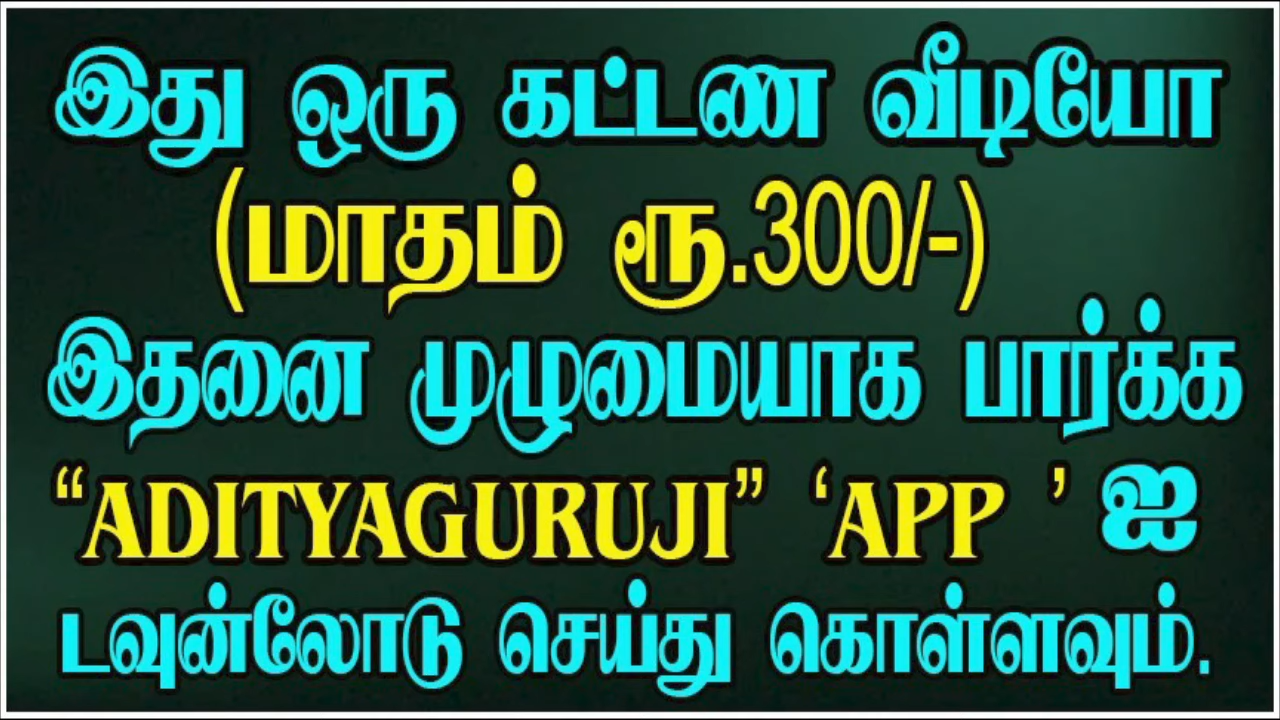 இது ஒரு கட்டண வீடியோ
(மாதம் ரூ.300/-)
இதனை முழுமையாக பார்க்க
“ADITYAGURUJI” ‘APP ’ ஐ
டவுன்லோடு செய்து கொள்ளவும்.